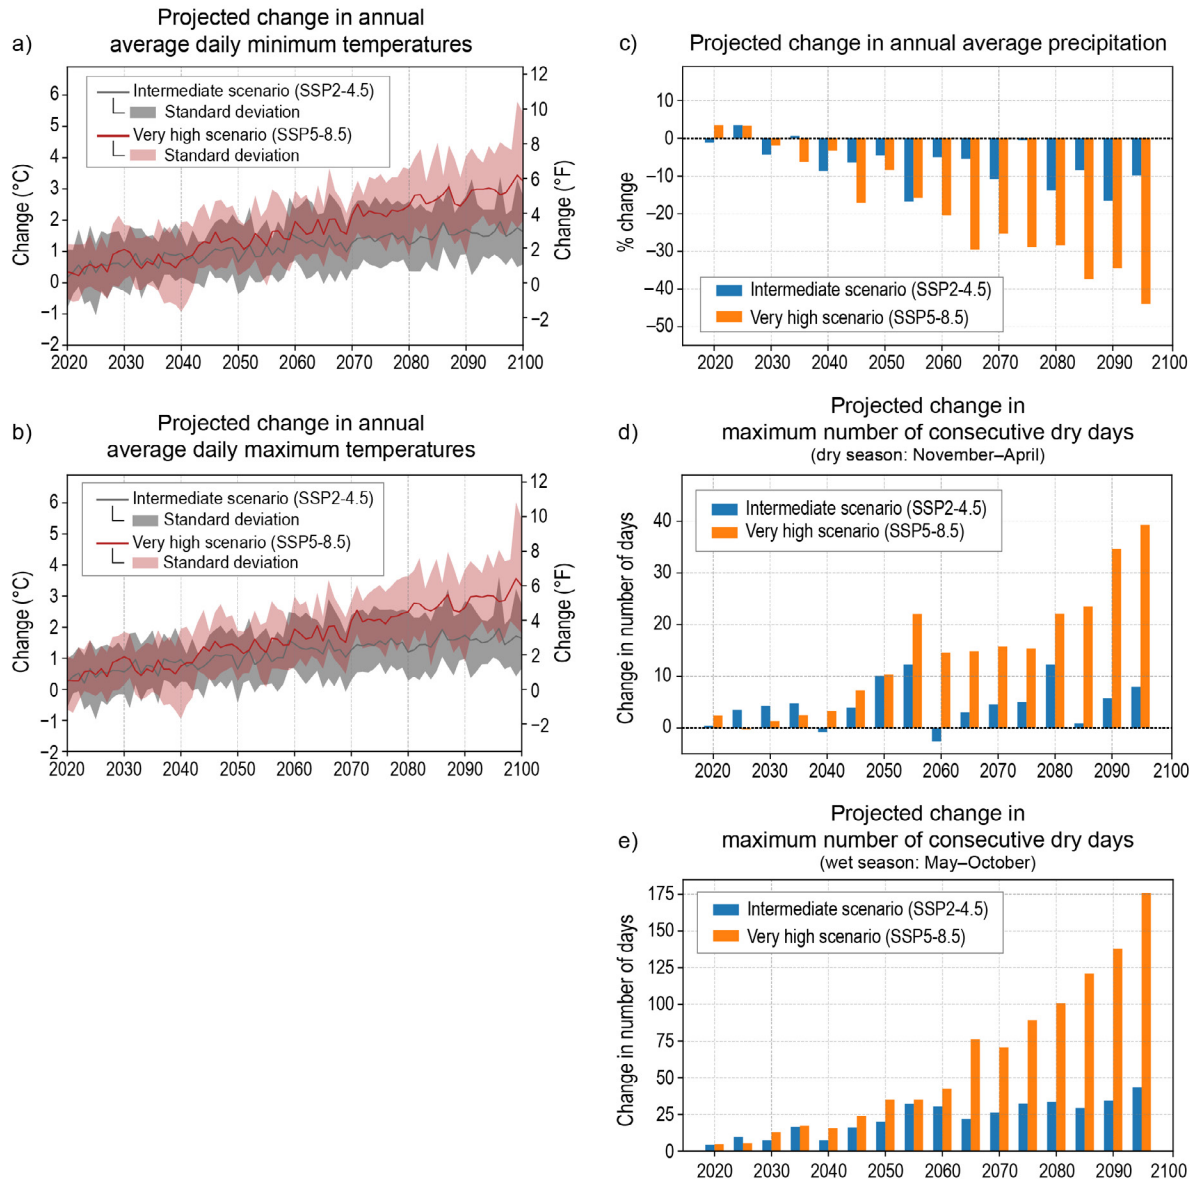 a)
Projected change in annual
average daily minimum temperatures
Intermediate scenario (SSP2-4.5)
Standard deviation
Very high scenario (SSP5-8.5)
Standard deviation
Change (°C)
6
5
4
3
2
1
0
−1
−2
Change (°F)
12
10
8
6
4
2
0
−2
2020 2030 2040 2050 2060 2070 2080 2090 2100
b)
Projected change in annual
average daily maximum temperatures
Intermediate scenario (SSP2-4.5)
Standard deviation
Very high scenario (SSP5-8.5)
Standard deviation
Change (°C)
6
5
4
3
2
1
0
−1
−2
Change (°F)
12
10
8
6
4
2
0
−2
2020 2030 2040 2050 2060 2070 2080 2090 2100
c)
Projected change in annual average precipitation
% change
10
0
−10
−20
−30
−40
−50
Intermediate scenario (SSP2-4.5)
Very high scenario (SSP5-8.5)
2020 2030 2040 2050 2060 2070 2080 2090 2100
d)
Projected change in
maximum number of consecutive dry days
(dry season: November–April)
Intermediate scenario (SSP2-4.5)
Very high scenario (SSP5-8.5)
Change in number of days
40
30
20
10
0
2020 2030 2040 2050 2060 2070 2080 2090 2100
e)
Projected change in
maximum number of consecutive dry days
(wet season: May–October)
Intermediate scenario (SSP2-4.5)
Very high scenario (SSP5-8.5)
Change in number of days
175
150
125
100
75
50
25
0
2020 2030 2040 2050 2060 2070 2080 2090 2100